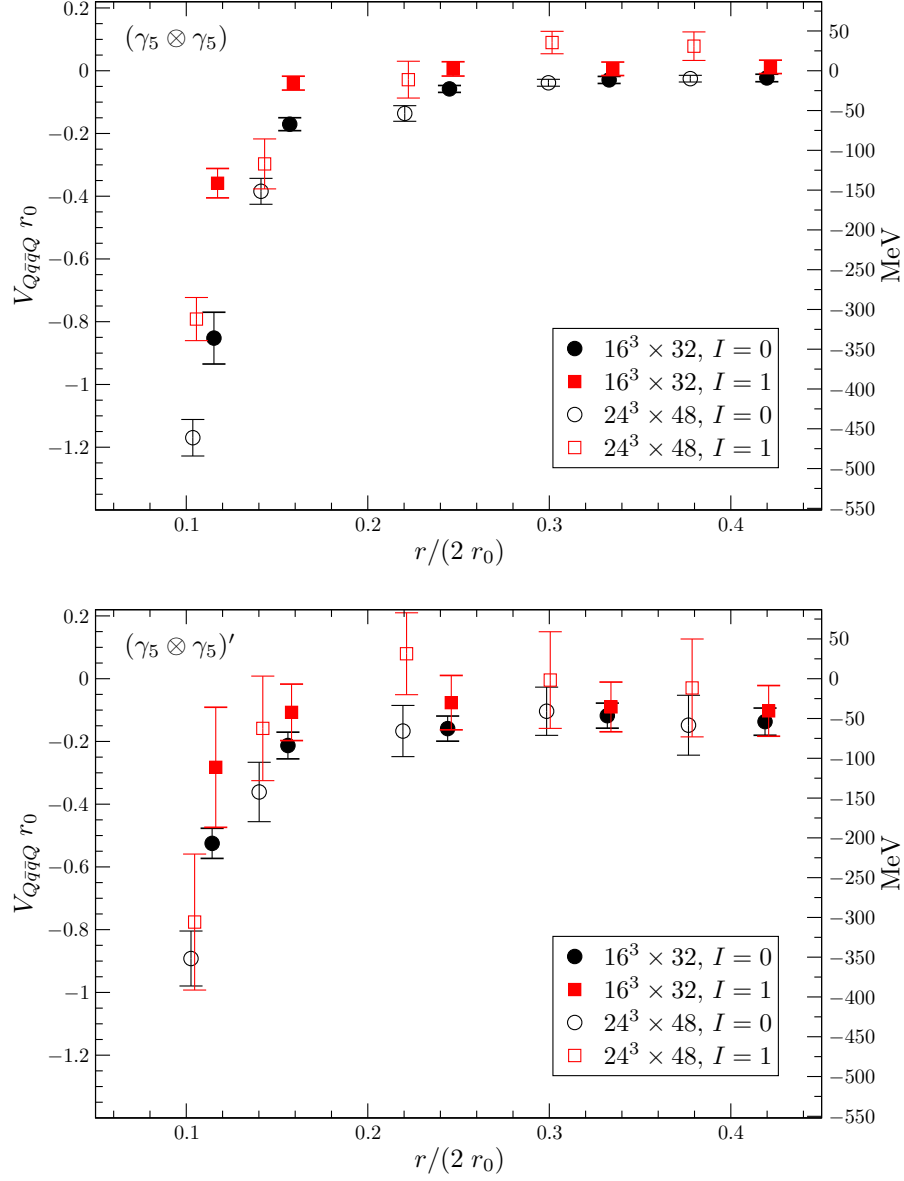 (γ₅ ⊗ γ₅)
0.2
0
−0.2
−0.4
−0.6
−0.8
−1
−1.2
V_{Qq̄q̄Q} r₀
50
0
−50
−100
−150
−200
−250
−300
−350
−400
−450
−500
−550
MeV
16³ × 32, I = 0
16³ × 32, I = 1
24³ × 48, I = 0
24³ × 48, I = 1
0.1 0.2 0.3 0.4
r/(2 r₀)
(γ₅ ⊗ γ₅)′
0.2
0
−0.2
−0.4
−0.6
−0.8
−1
−1.2
V_{Qq̄q̄Q} r₀
50
0
−50
−100
−150
−200
−250
−300
−350
−400
−450
−500
−550
MeV
16³ × 32, I = 0
16³ × 32, I = 1
24³ × 48, I = 0
24³ × 48, I = 1
0.1 0.2 0.3 0.4
r/(2 r₀)